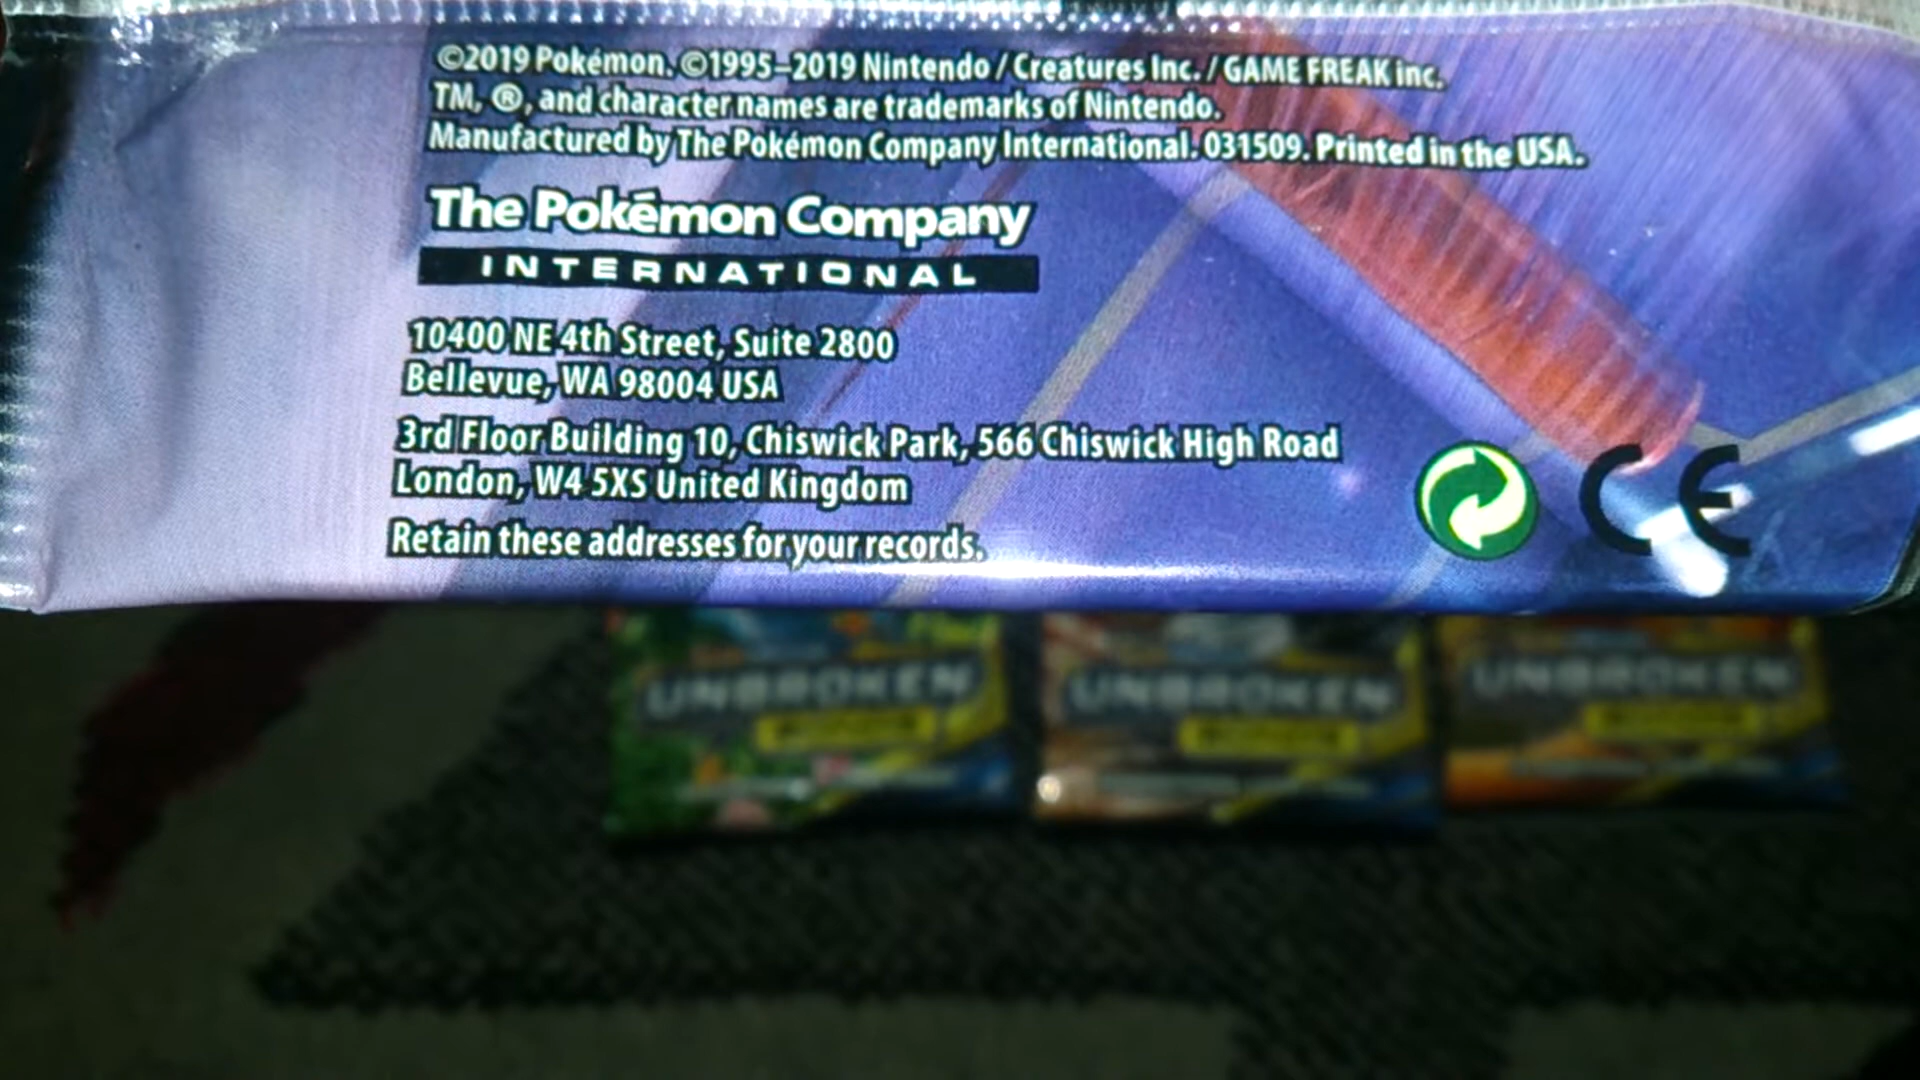 ©2019 Pokémon. ©1995–2019 Nintendo / Creatures Inc. / GAME FREAK inc.
TM, ®, and character names are trademarks of Nintendo.
Manufactured by The Pokémon Company International. 031509. Printed in the USA.
The Pokémon Company
INTERNATIONAL
10400 NE 4th Street, Suite 2800
Bellevue, WA 98004 USA
3rd Floor Building 10, Chiswick Park, 566 Chiswick High Road
London, W4 5XS United Kingdom
Retain these addresses for your records.
CE
UNBROKEN
UNBROKEN
UNBROKEN